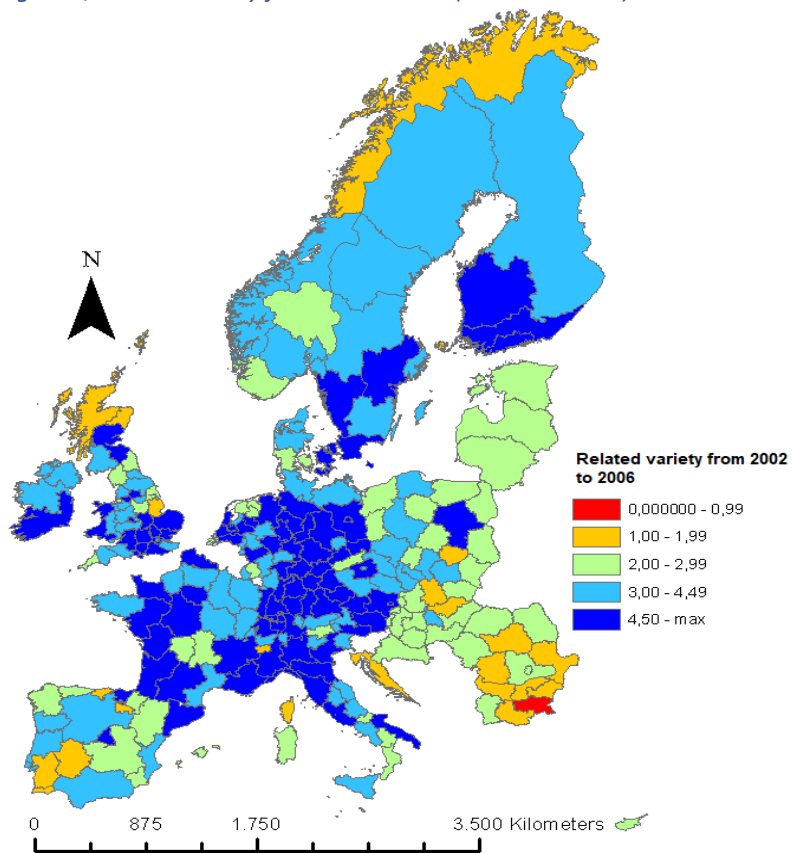 N
Related variety from 2002
to 2006
0,000000 - 0,99
1,00 - 1,99
2,00 - 2,99
3,00 - 4,49
4,50 - max
0 875 1.750 3.500 Kilometers